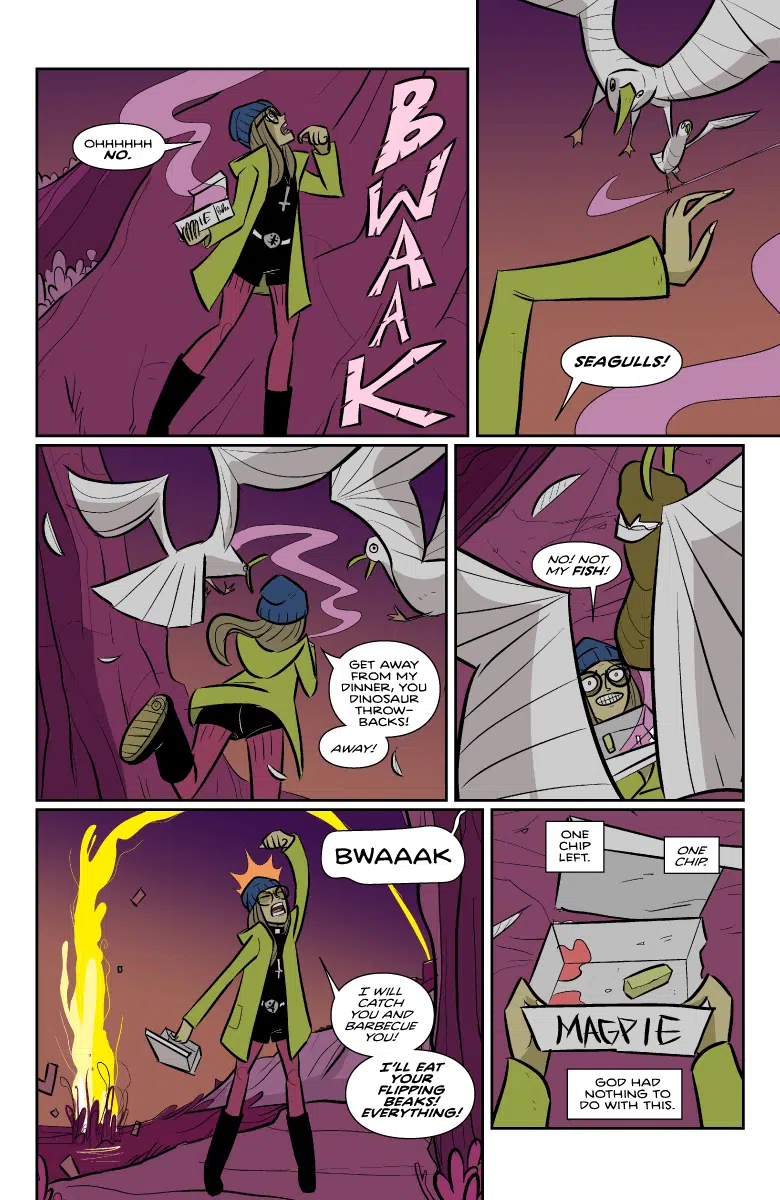 OHHHHHH
NO.
BWAAAK
SEAGULLS!
GET AWAY
FROM MY
DINNER, YOU
DINOSAUR
THROW-
BACKS!
AWAY!
NO! NOT
MY FISH!
BWAAAK
I WILL
CATCH
YOU AND
BARBECUE
YOU!
I'LL EAT
YOUR
FLIPPING
BEAKS!
EVERYTHING!
ONE
CHIP
LEFT.
ONE
CHIP.
MAGPIE
GOD HAD
NOTHING TO
DO WITH THIS.